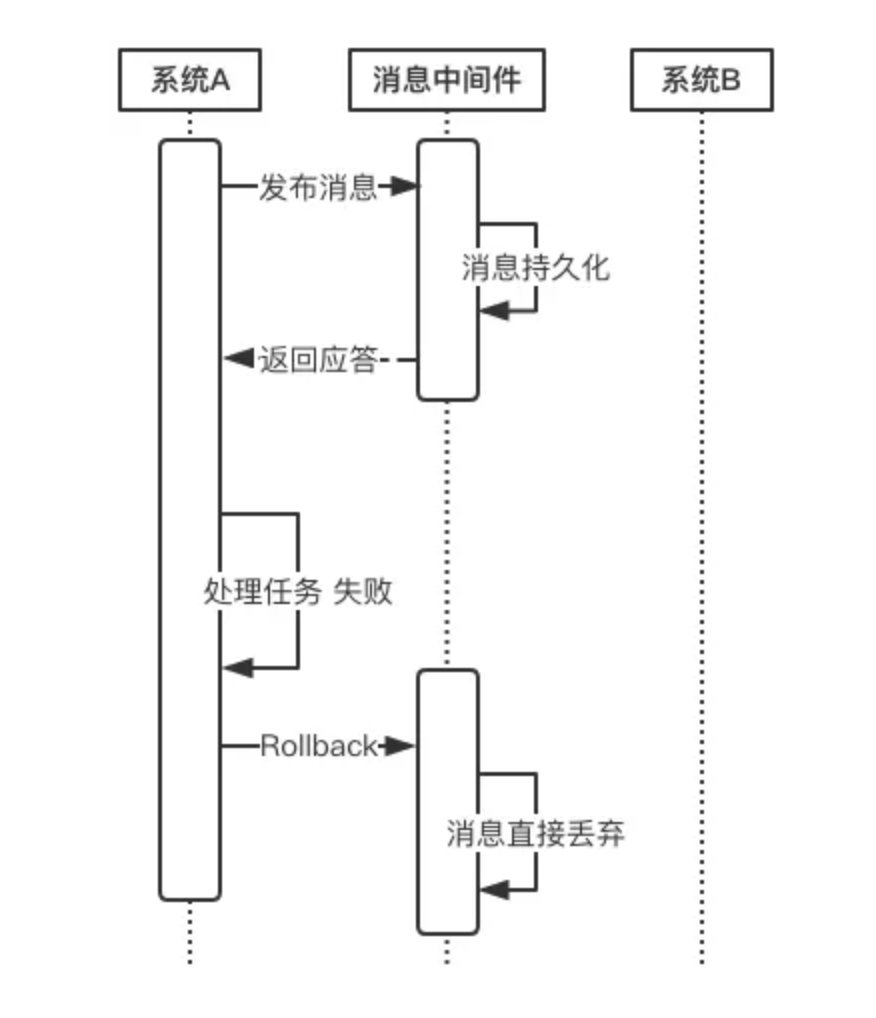 系统A
消息中间件
系统B
发布消息
消息持久化
返回应答
处理任务 失败
Rollback
消息直接丢弃